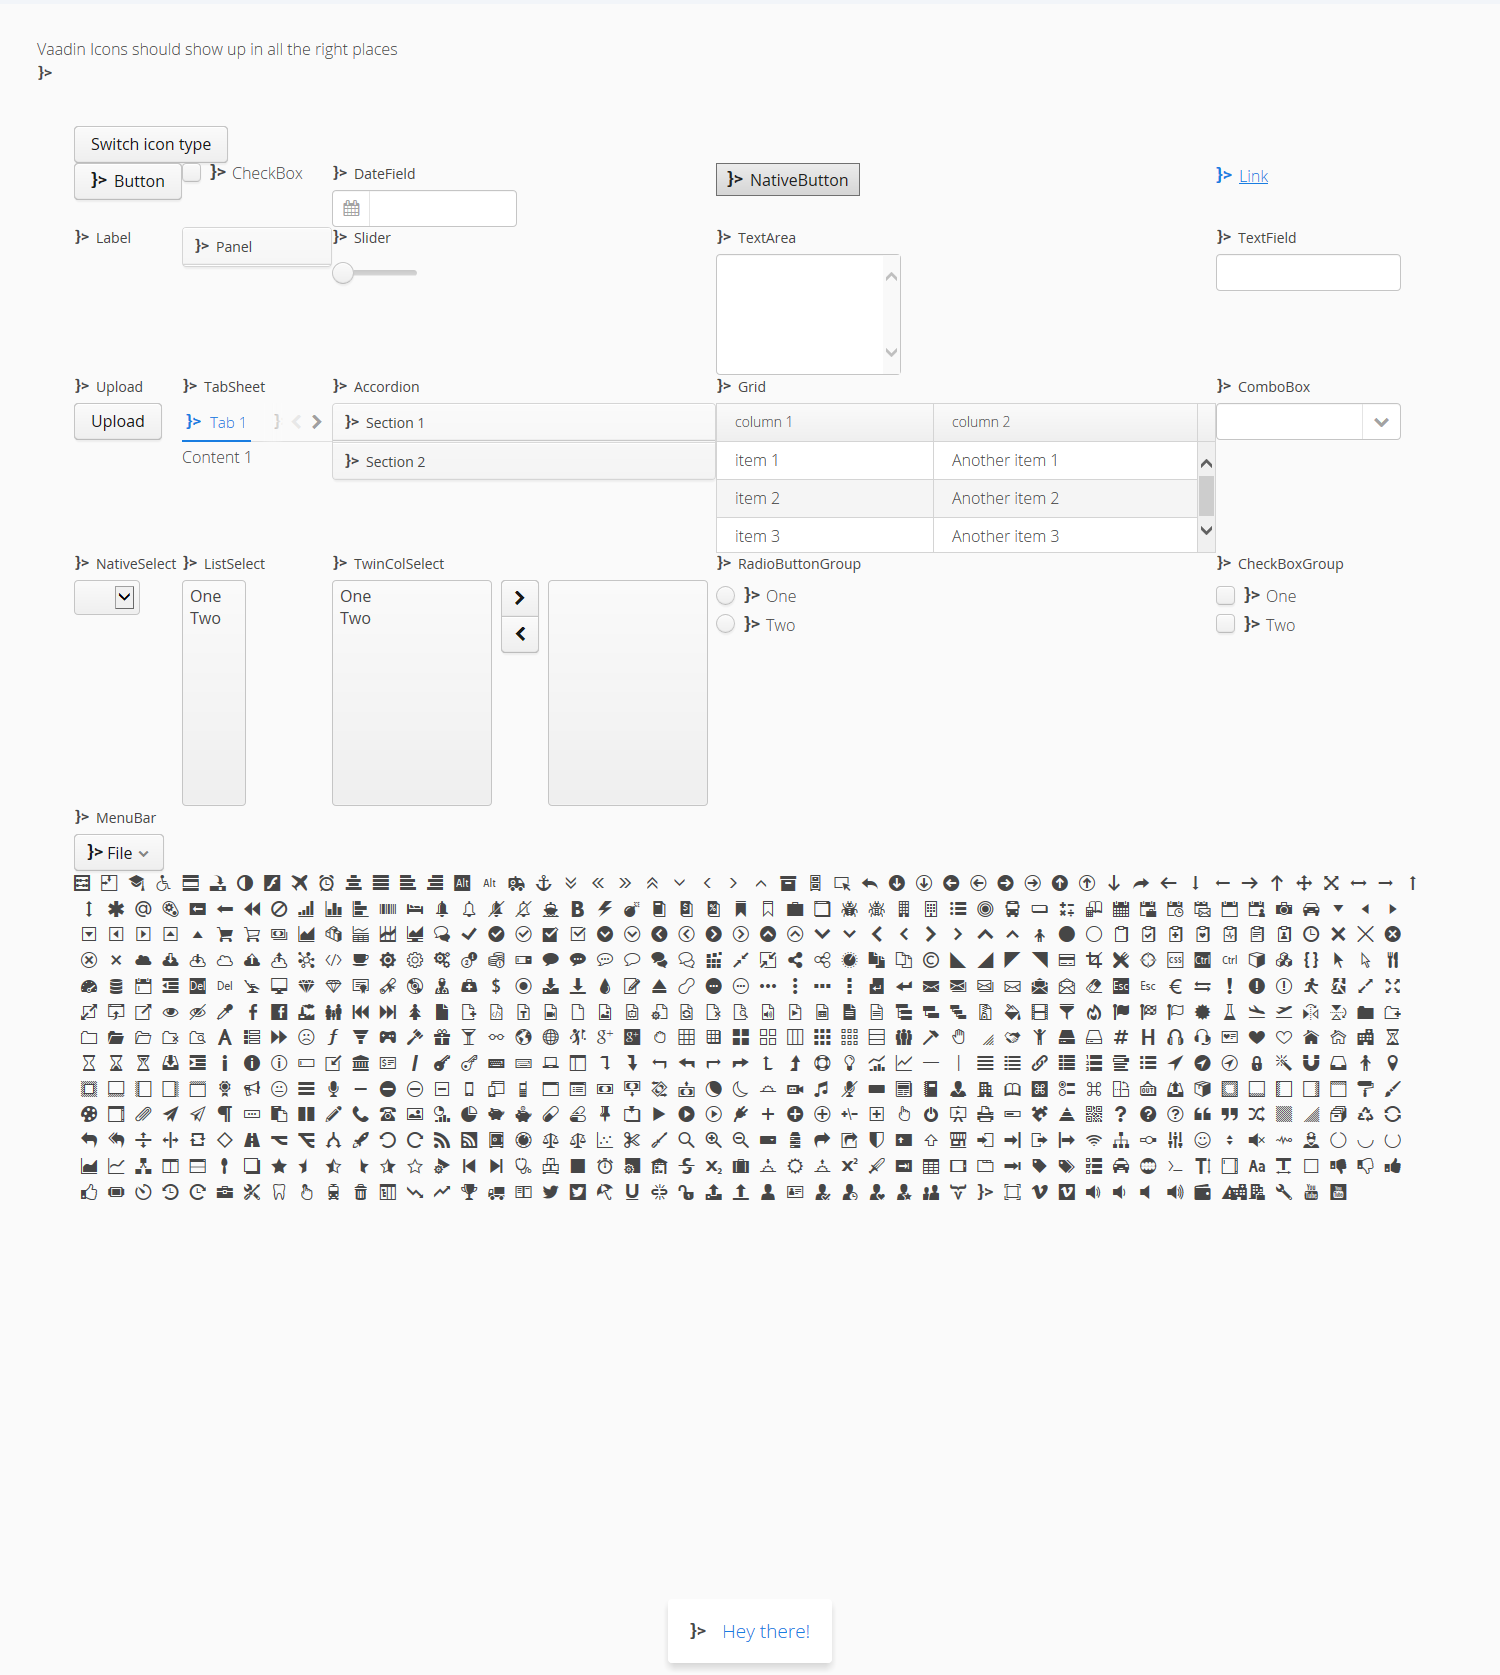 Vaadin Icons should show up in all the right places
Switch icon type
Button
CheckBox
DateField
NativeButton
Link
Label
Panel
Slider
TextArea
TextField
Upload
TabSheet
Accordion
Grid
ComboBox
Upload
Tab 1
Section 1
column 1
column 2
Content 1
Section 2
item 1
Another item 1
item 2
Another item 2
item 3
Another item 3
NativeSelect
ListSelect
TwinColSelect
RadioButtonGroup
CheckBoxGroup
One
Two
One
Two
One
Two
One
Two
MenuBar
File
Hey there!